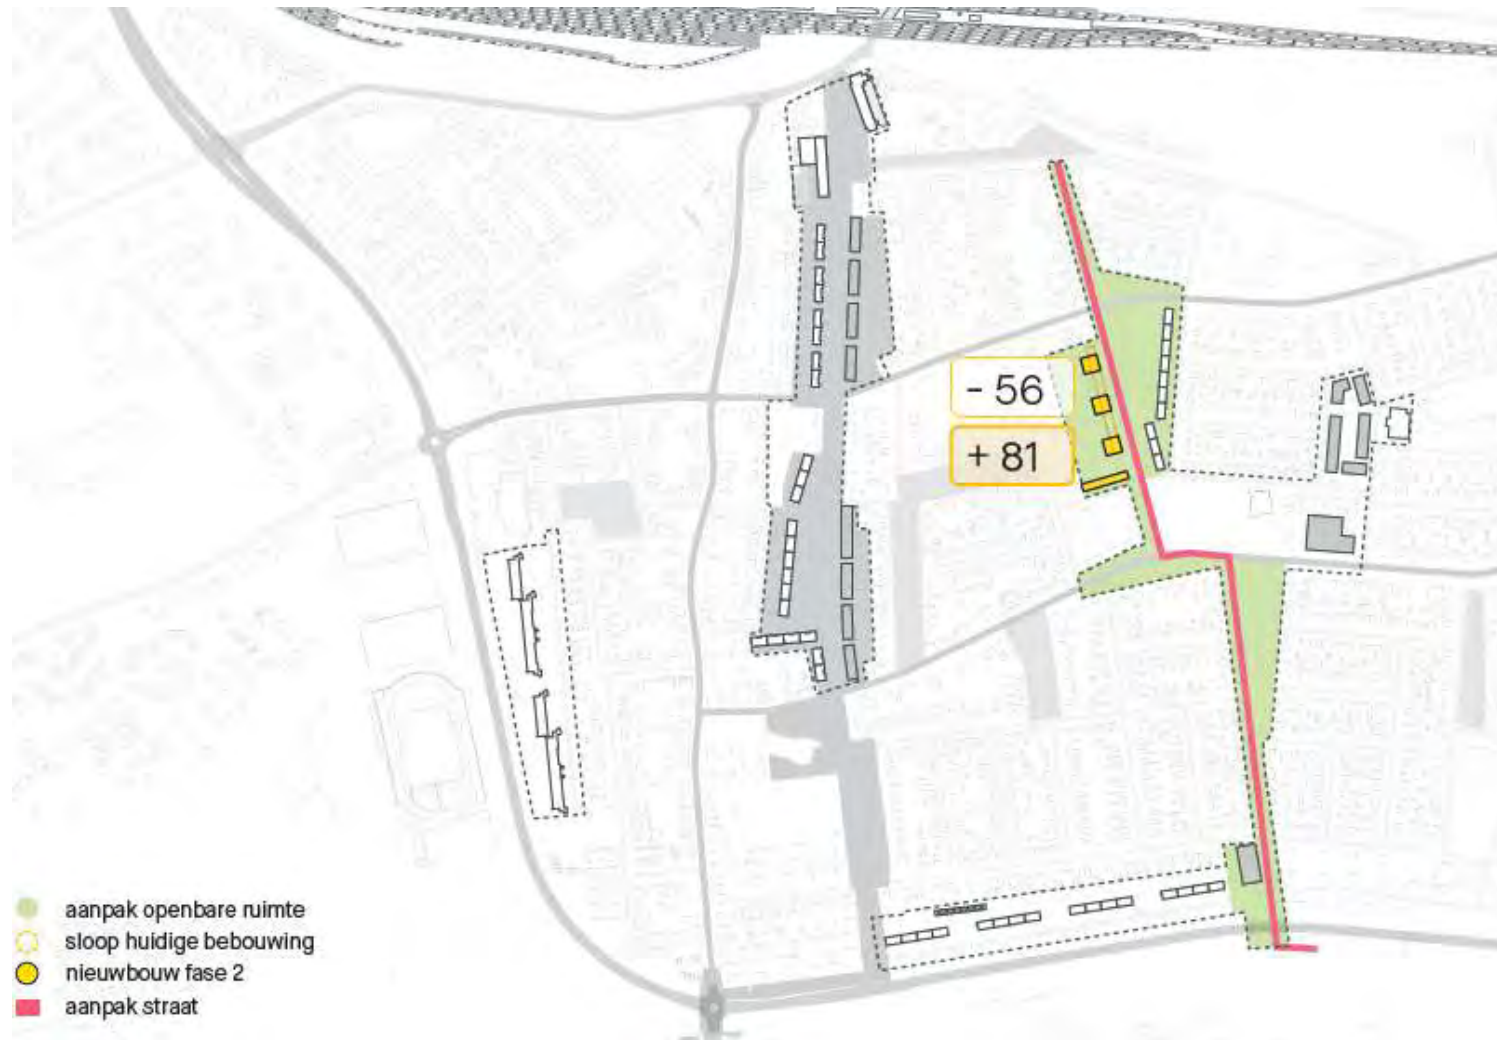 - 56
+ 81
aanpak openbare ruimte
sloop huidige bebouwing
nieuwbouw fase 2
aanpak straat